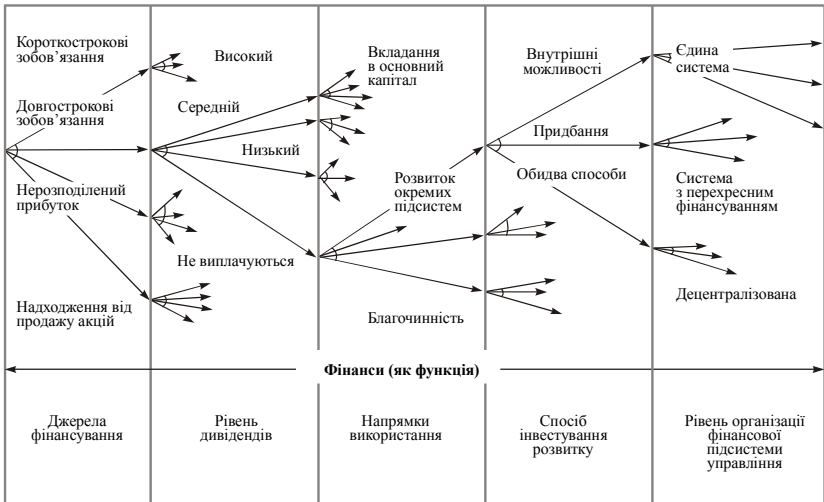 Короткострокові
зобов’язання
Довгострокові
зобов’язання
Нерозподілений
прибуток
Надходження від
продажу акцій
Високий
Середній
Низький
Не виплачуються
Вкладання
в основний
капітал
Розвиток
окремих
підсистем
Благочинність
Внутрішні
можливості
Придбання
Обидва способи
Єдина
система
Система
з перехресним
фінансуванням
Децентралізована
Фінанси (як функція)
Джерела
фінансування
Рівень
дивідендів
Напрямки
використання
Спосіб
інвестування
розвитку
Рівень організації
фінансової
підсистеми
управління